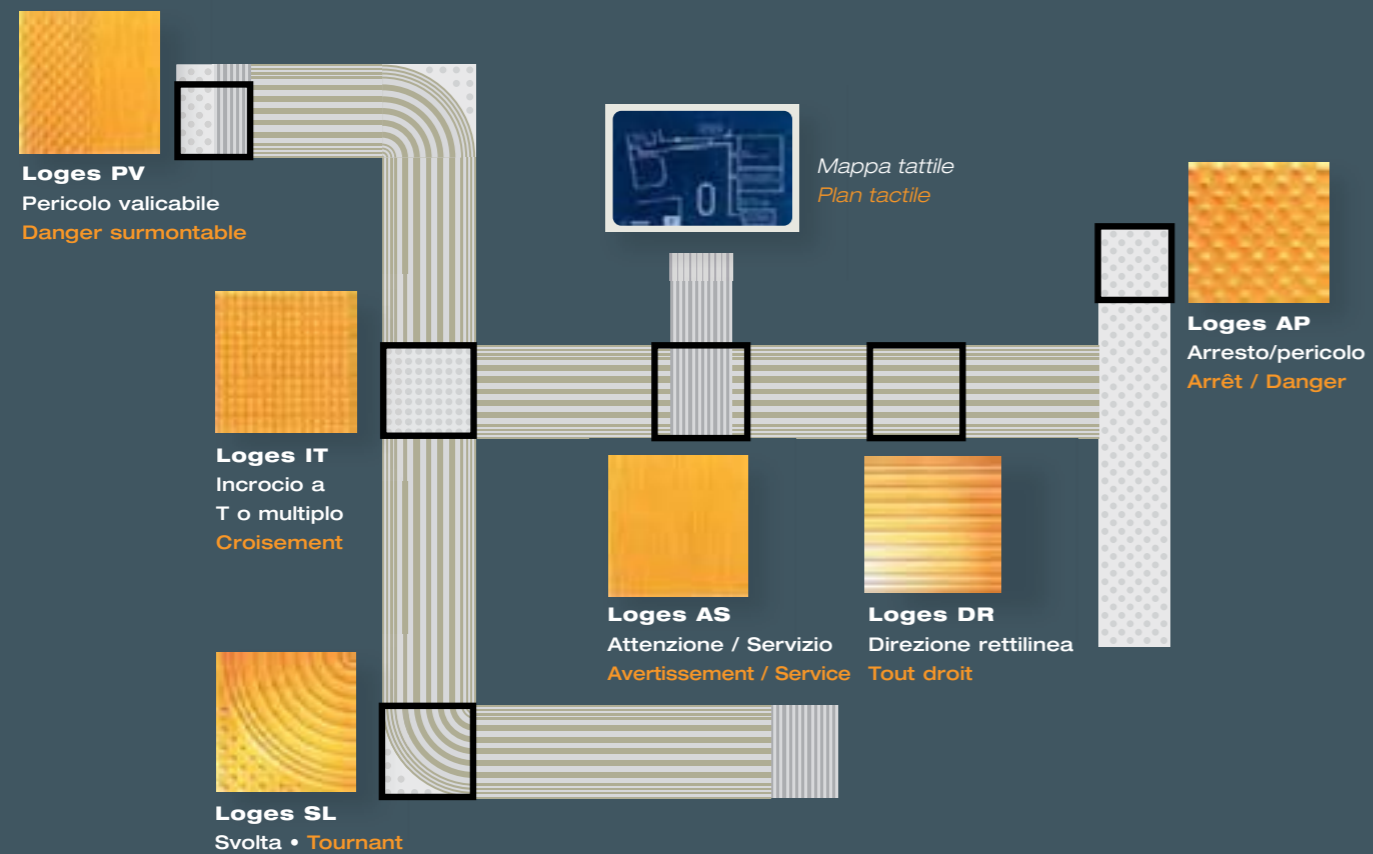 Loges PV
Pericolo valicabile
Danger surmontable
Mappa tattile
Plan tactile
Loges AP
Arresto/pericolo
Arrêt / Danger
Loges IT
Incrocio a
T o multiplo
Croisement
Loges AS
Attenzione / Servizio
Avertissement / Service
Loges DR
Direzione rettilinea
Tout droit
Loges SL
Svolta • Tournant